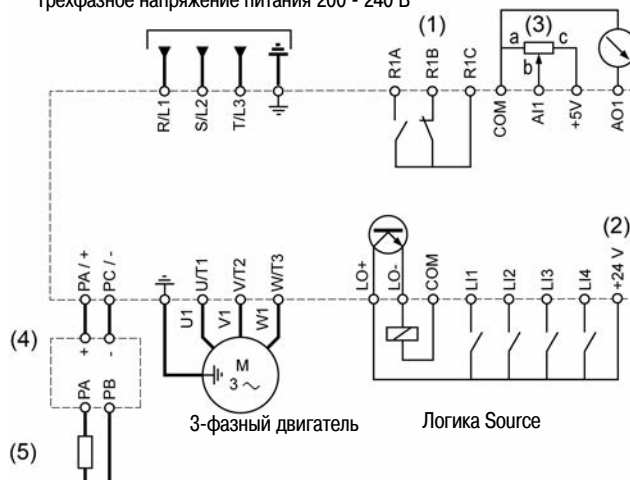 Трехфазное напряжение питания 200 - 240 В
(1)
(3)
R/L1
S/L2
T/L3
R1A
R1B
R1C
COM
AI1
+5V
AO1
a
c
b
(2)
PA / +
PC / -
U/T1
V/T2
W/T3
LO+
LO-
COM
LI1
LI2
LI3
LI4
+24 V
U1
V1
W1
(4)
+
-
M
3 ~
PA
PB
3-фазный двигатель
Логика Source
(5)